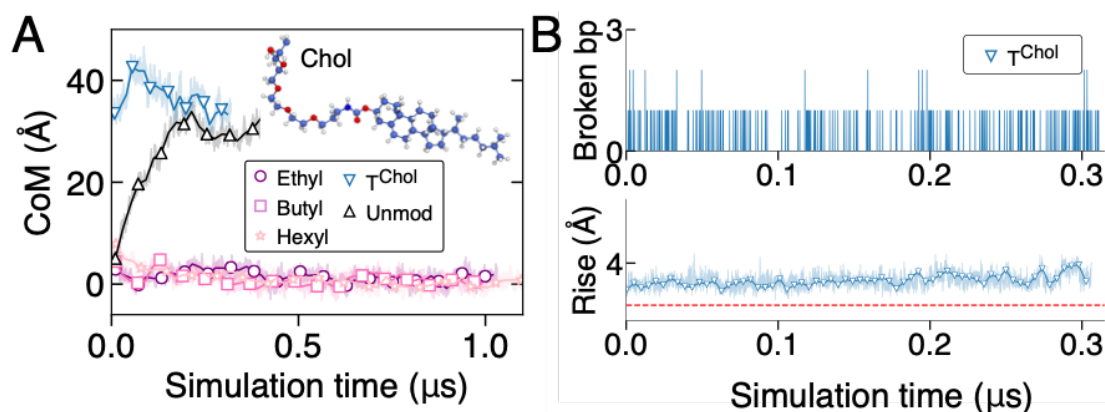 A
CoM (Å)
40
20
0
0.0 0.5 1.0
Simulation time (μs)
Chol
Ethyl
Butyl
Hexyl
T^Chol
Unmod
B
Broken bp
3
0
T^Chol
0.0 0.1 0.2 0.3
Rise (Å)
4
0.0 0.1 0.2 0.3
Simulation time (μs)